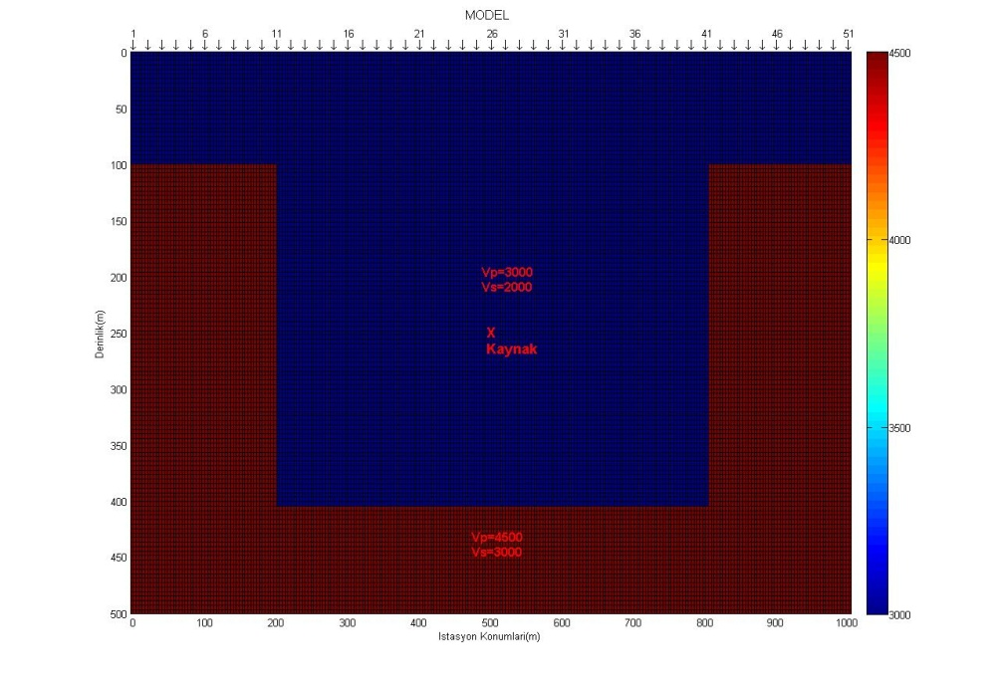 MODEL
1 6 11 16 21 26 31 36 41 46 51
0
50
100
150
200
250
300
350
400
450
500
Derinlik(m)
Vp=3000
Vs=2000
X
Kaynak
Vp=4500
Vs=3000
0 100 200 300 400 500 600 700 800 900 1000
Istasyon Konumlari(m)
4500
4000
3500
3000